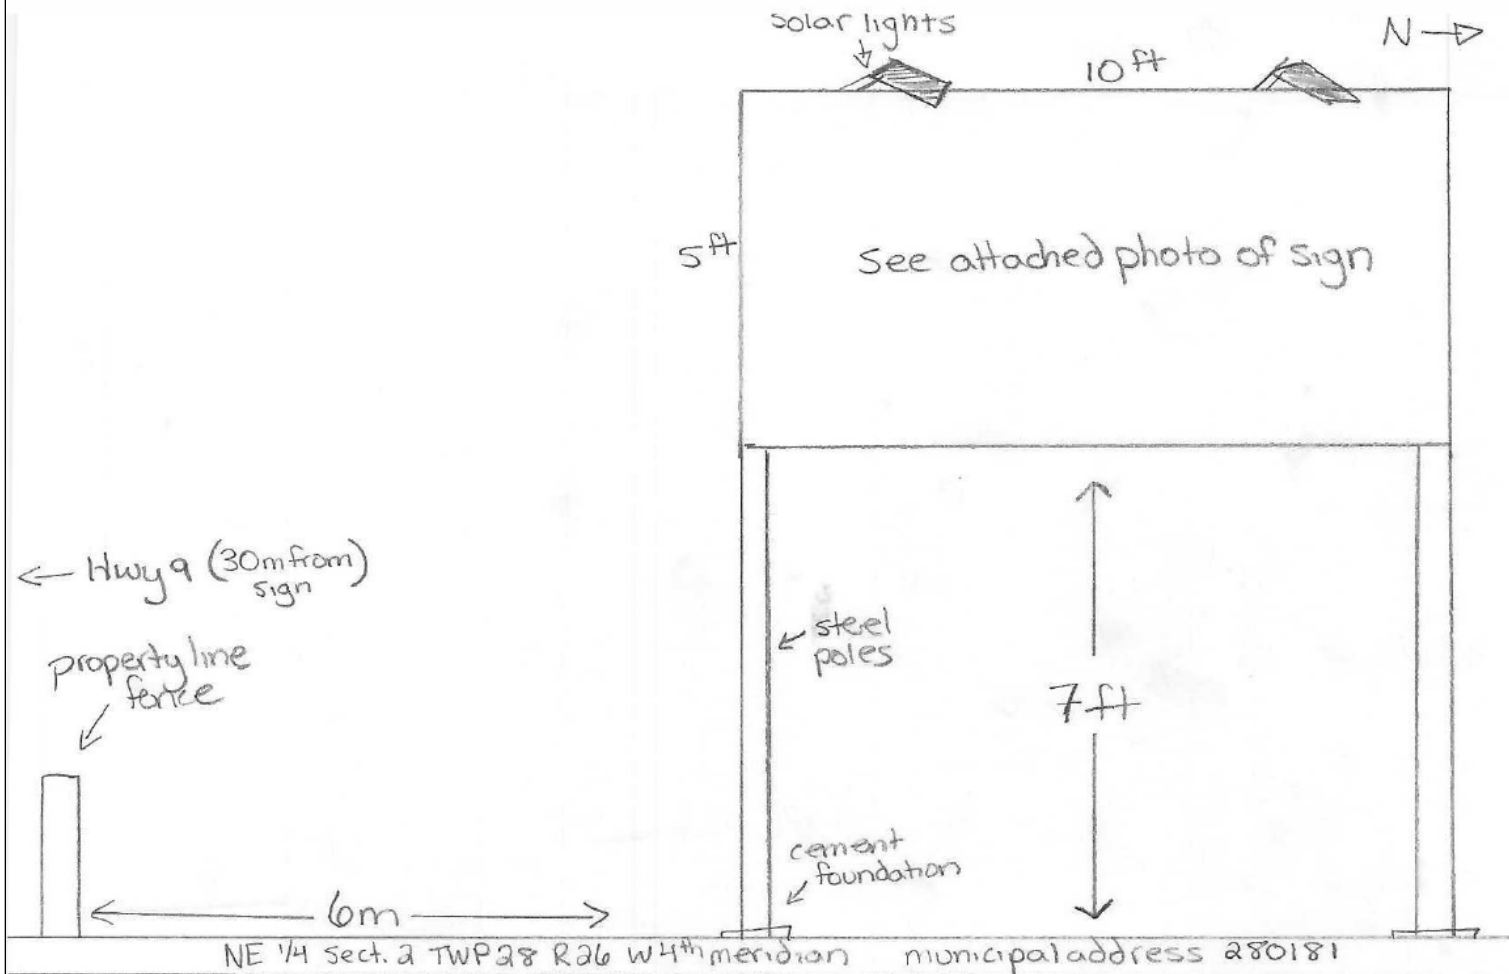 solar lights
N
10 ft
5 ft
See attached photo of sign
Hwy 9 (30m from
sign)
property line
fence
steel
poles
7 ft
cement
foundation
6m
NE 1/4 Sect. 2 TWP 28 R26 W 4th meridian municipal address 280181